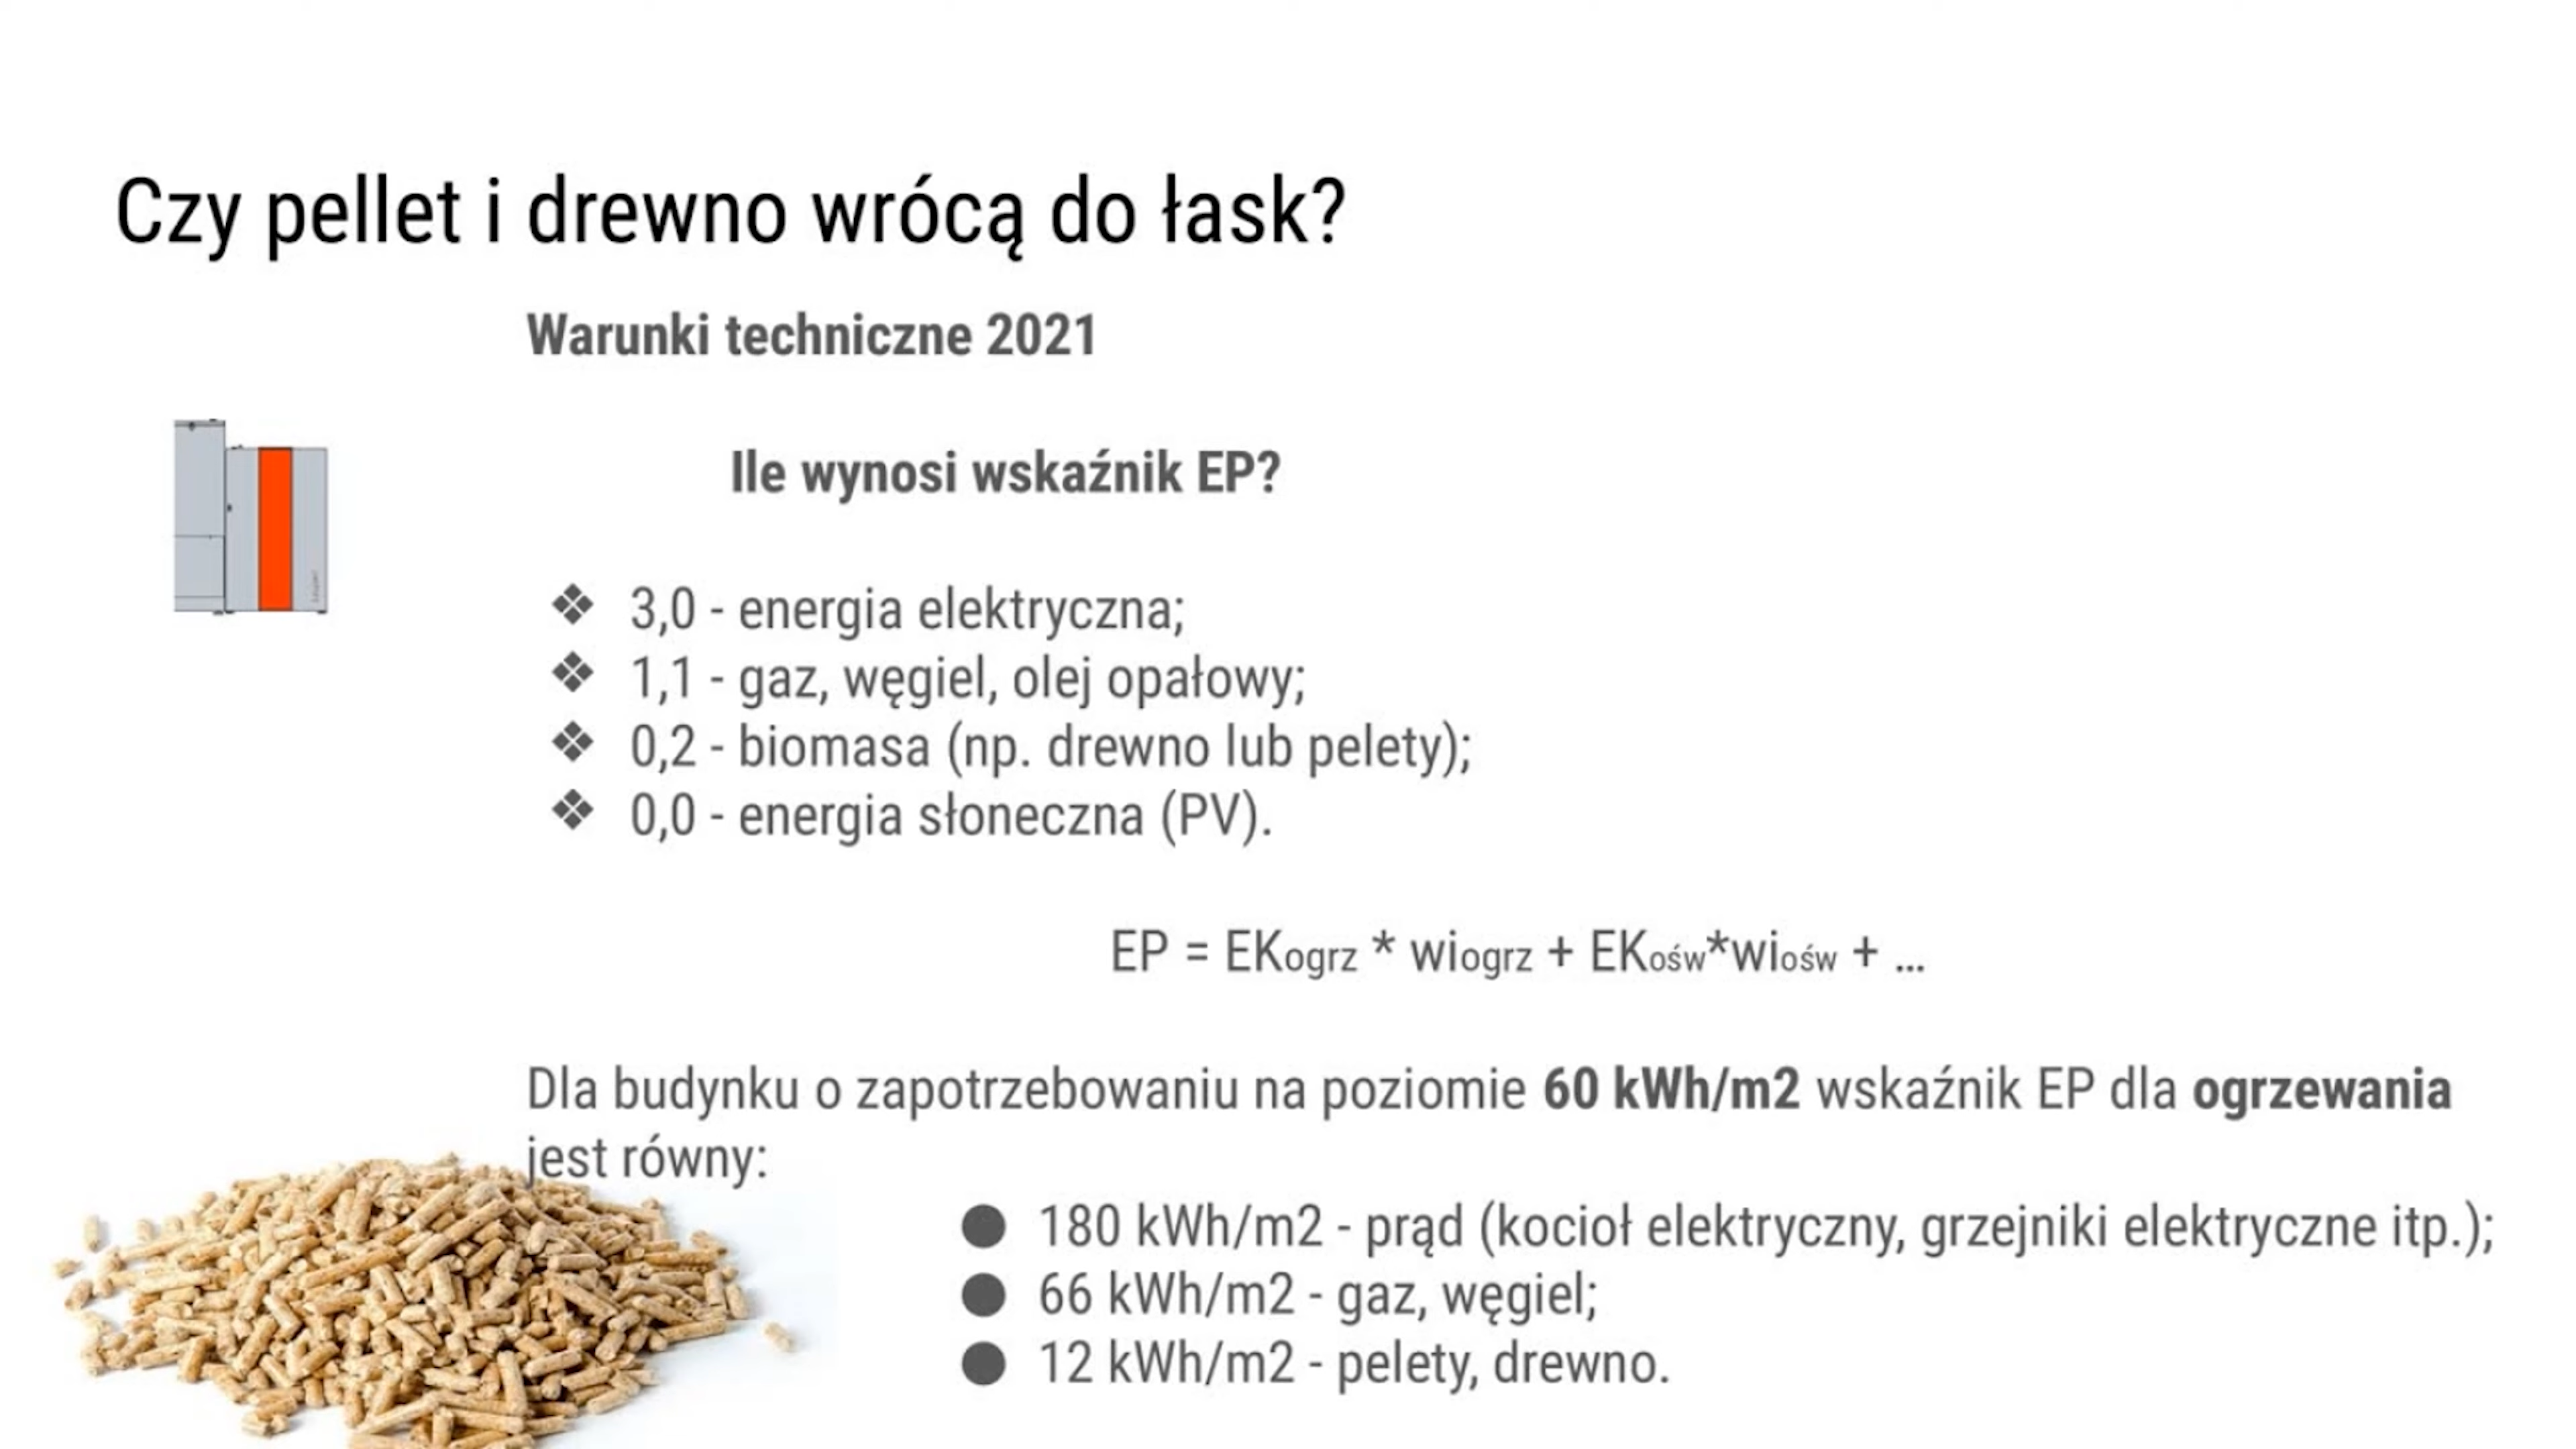 Czy pellet i drewno wrócą do łask?
Warunki techniczne 2021
Ile wynosi wskaźnik EP?
❖ 3,0 - energia elektryczna;
❖ 1,1 - gaz, węgiel, olej opałowy;
❖ 0,2 - biomasa (np. drewno lub pelety);
❖ 0,0 - energia słoneczna (PV).
EP = EKogrz * wiogrz + EKośw*wiośw + ...
Dla budynku o zapotrzebowaniu na poziomie 60 kWh/m2 wskaźnik EP dla ogrzewania
jest równy:
● 180 kWh/m2 - prąd (kocioł elektryczny, grzejniki elektryczne itp.);
● 66 kWh/m2 - gaz, węgiel;
● 12 kWh/m2 - pelety, drewno.